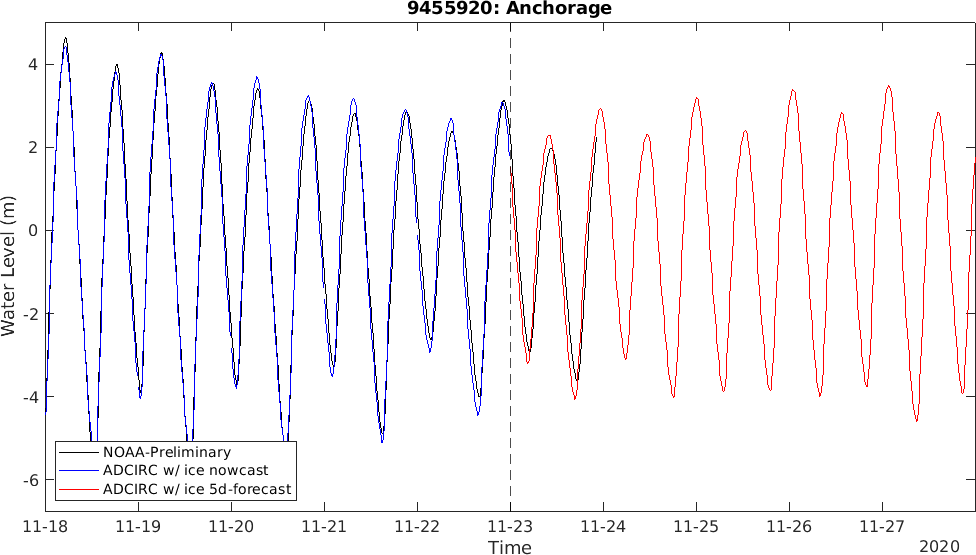 9455920: Anchorage
Water Level (m)
4
2
0
-2
-4
-6
NOAA-Preliminary
ADCIRC w/ ice nowcast
ADCIRC w/ ice 5d-forecast
11-18 11-19 11-20 11-21 11-22 11-23 11-24 11-25 11-26 11-27
Time
2020